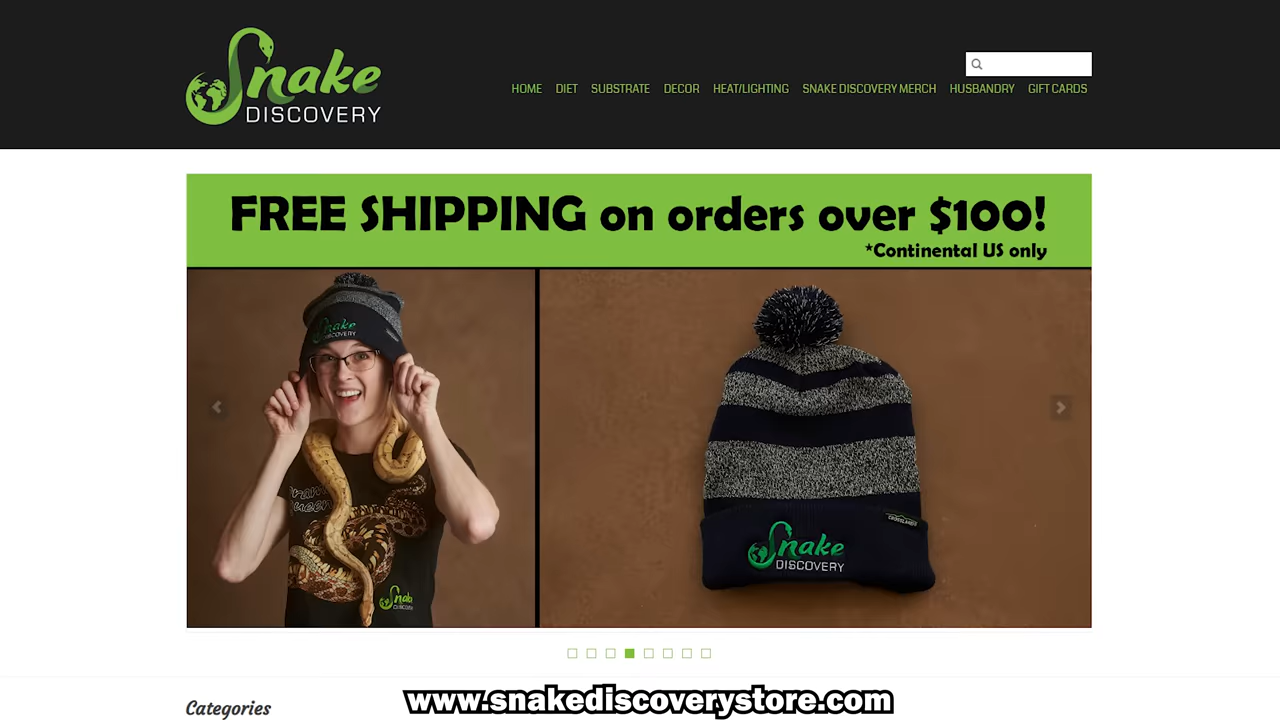 Snake
DISCOVERY
HOME DIET SUBSTRATE DECOR HEAT/LIGHTING SNAKE DISCOVERY MERCH HUSBANDRY GIFT CARDS
FREE SHIPPING on orders over $100!
*Continental US only
Snake
DISCOVERY
Snake
DISCOVERY
Categories
www.snakediscoverystore.com